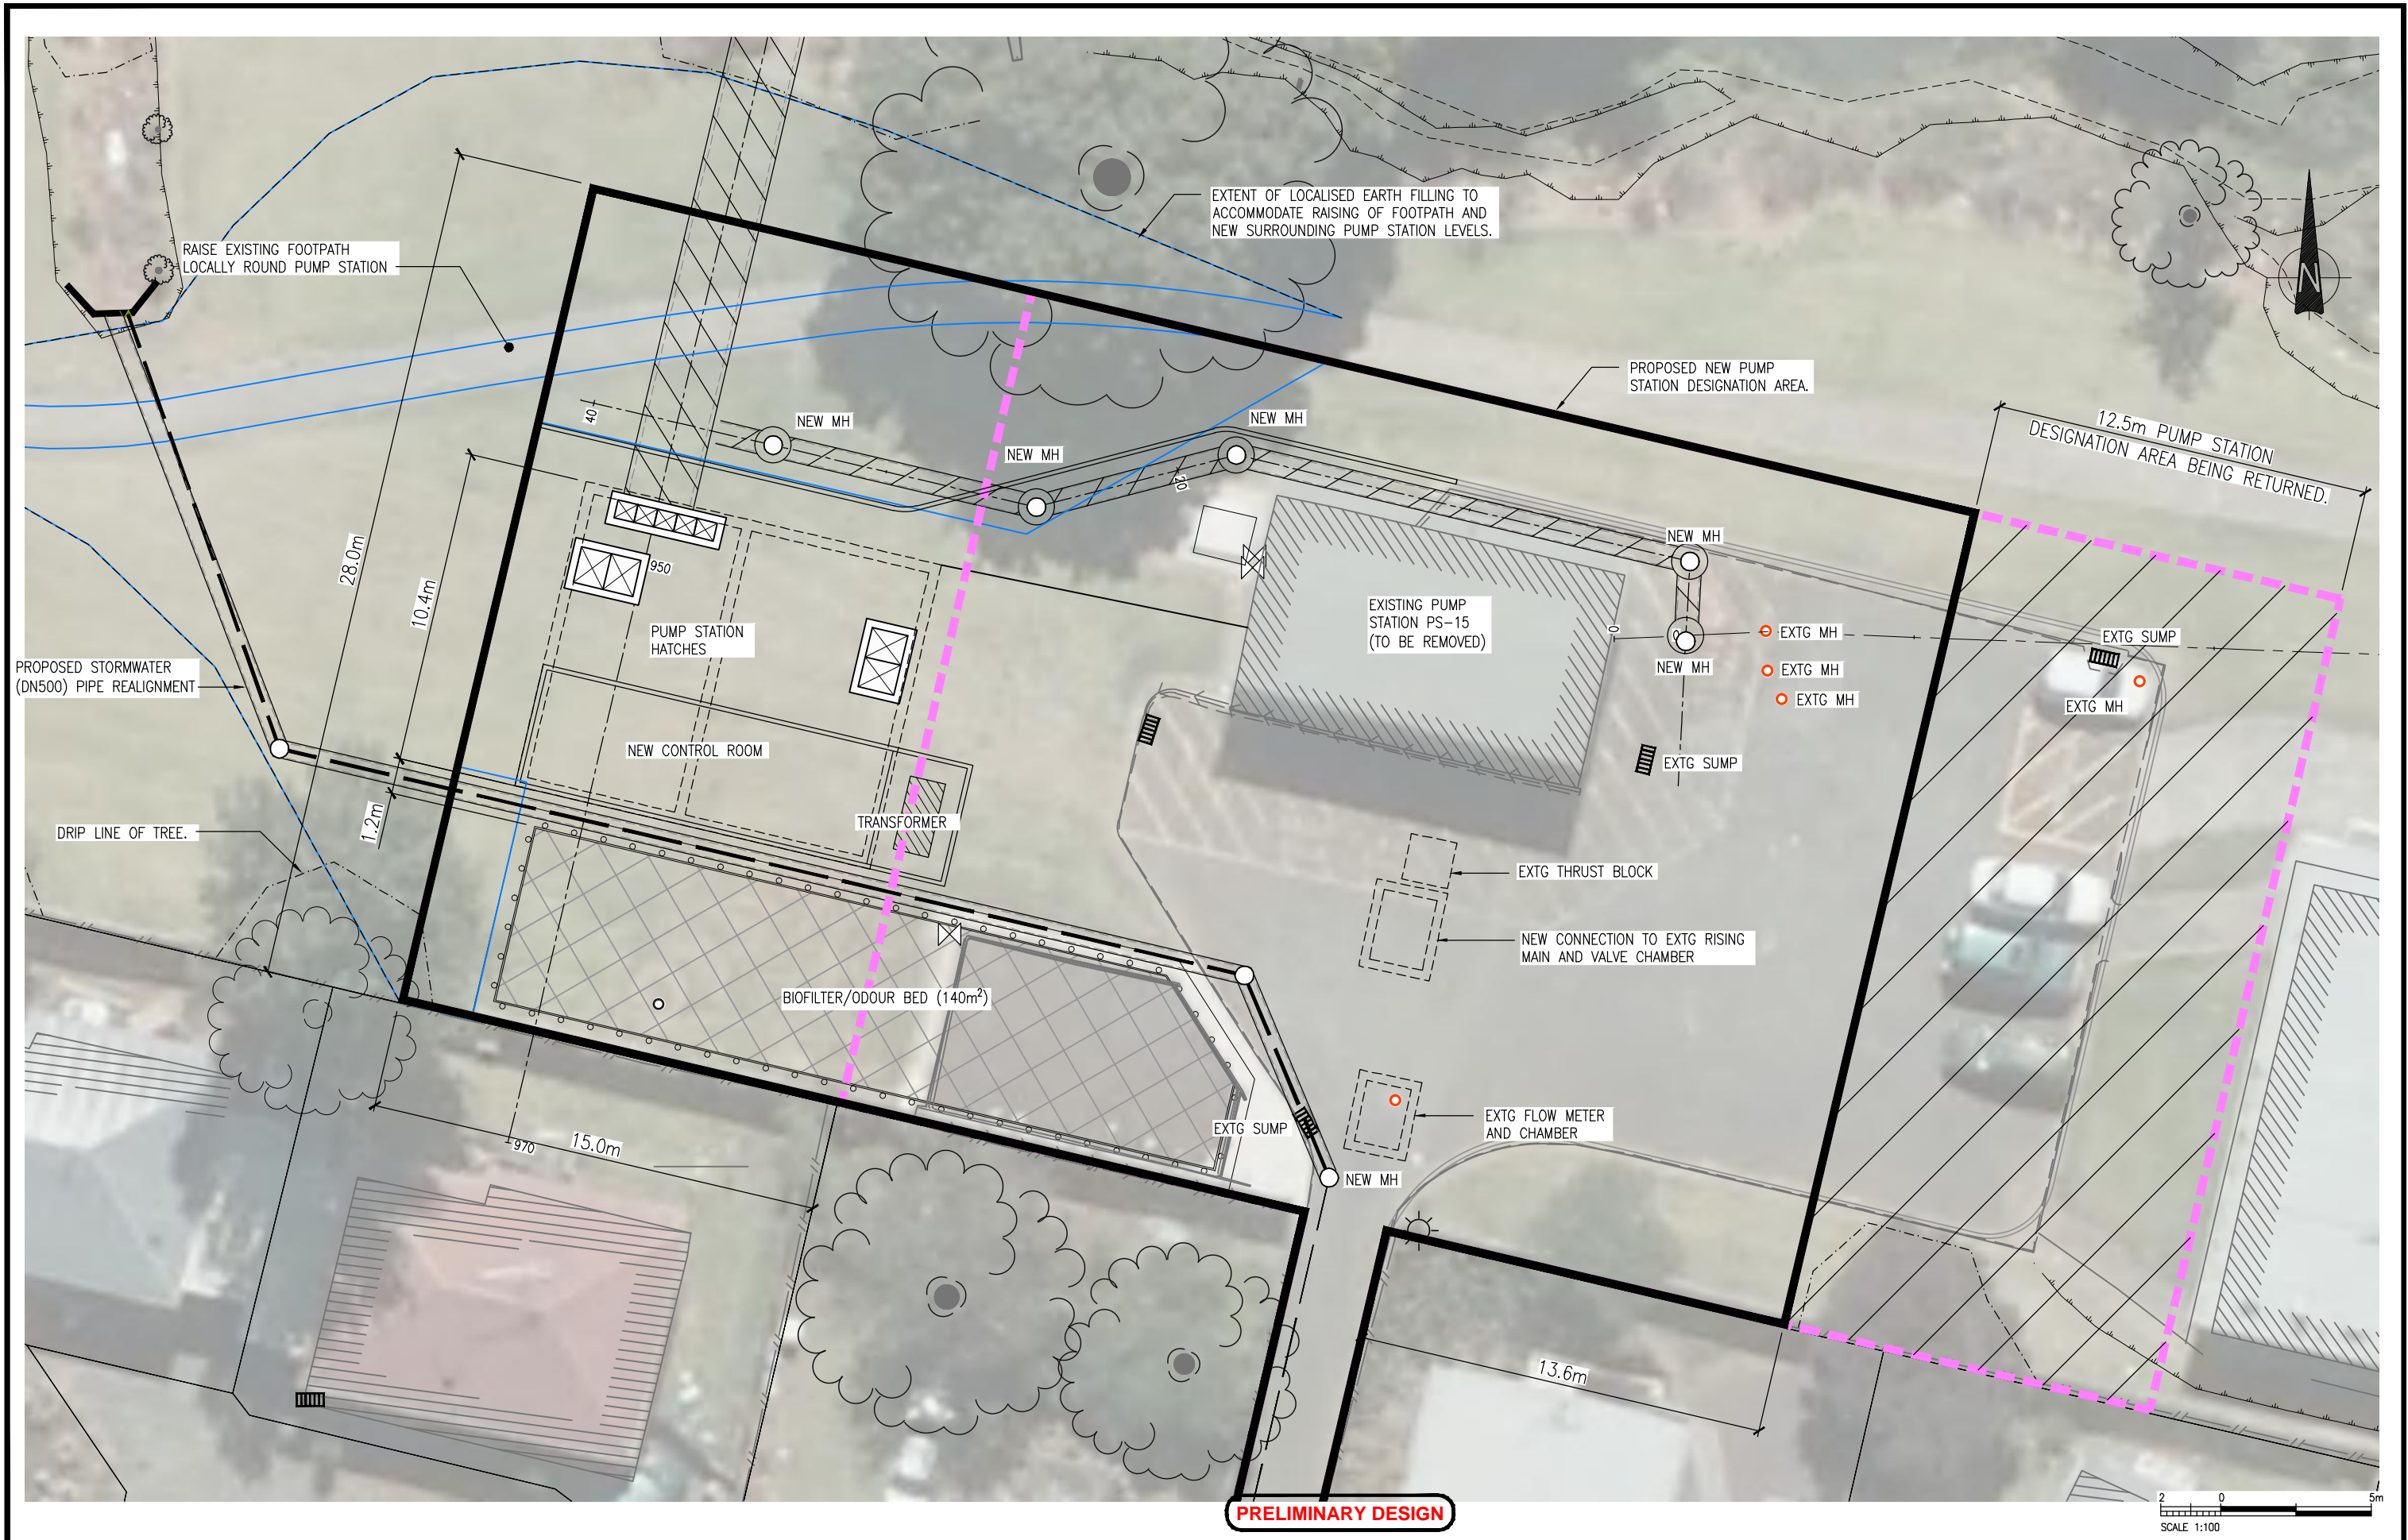 EXTENT OF LOCALISED EARTH FILLING TO
ACCOMMODATE RAISING OF FOOTPATH AND
NEW SURROUNDING PUMP STATION LEVELS.
RAISE EXISTING FOOTPATH
LOCALLY ROUND PUMP STATION
N
PROPOSED NEW PUMP
STATION DESIGNATION AREA.
12.5m PUMP STATION
DESIGNATION AREA BEING RETURNED.
40
NEW MH
NEW MH
NEW MH
20
28.0m
10.4m
950
NEW MH
EXISTING PUMP
STATION PS-15
(TO BE REMOVED)
0
0
EXTG MH
EXTG SUMP
PUMP STATION
HATCHES
NEW MH
EXTG MH
PROPOSED STORMWATER
(DN500) PIPE REALIGNMENT
EXTG MH
EXTG MH
NEW CONTROL ROOM
EXTG SUMP
1.2m
TRANSFORMER
DRIP LINE OF TREE.
EXTG THRUST BLOCK
NEW CONNECTION TO EXTG RISING
MAIN AND VALVE CHAMBER
BIOFILTER/ODOUR BED (140m²)
EXTG SUMP
EXTG FLOW METER
AND CHAMBER
970
15.0m
NEW MH
13.6m
PRELIMINARY DESIGN
2 0 5m
SCALE 1:100